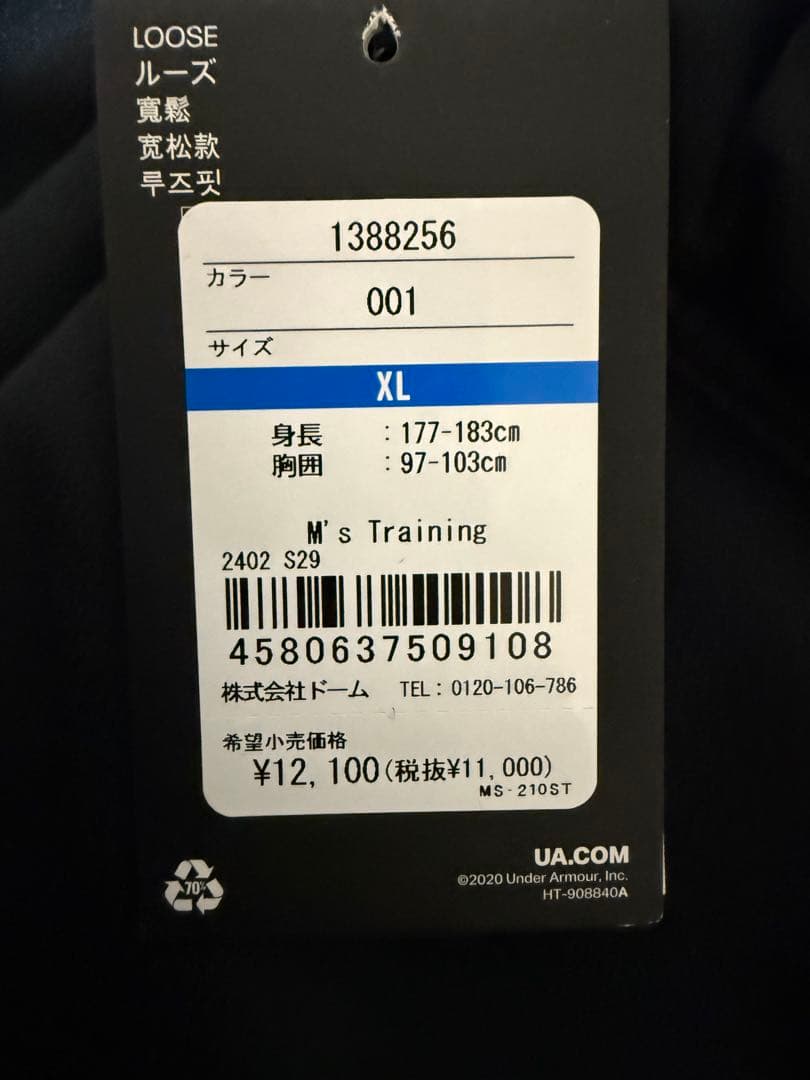 LOOSE
ルーズ
寬鬆
宽松款
루즈핏
1388256
カラー
001
サイズ
XL
身長 : 177-183cm
胸囲 : 97-103cm
M's Training
2402 S29
4580637509108
株式会社ドーム TEL: 0120-106-786
希望小売価格
¥12,100(税抜¥11,000)
MS-210ST
70%
UA.COM
©2020 Under Armour, Inc.
HT-908840A